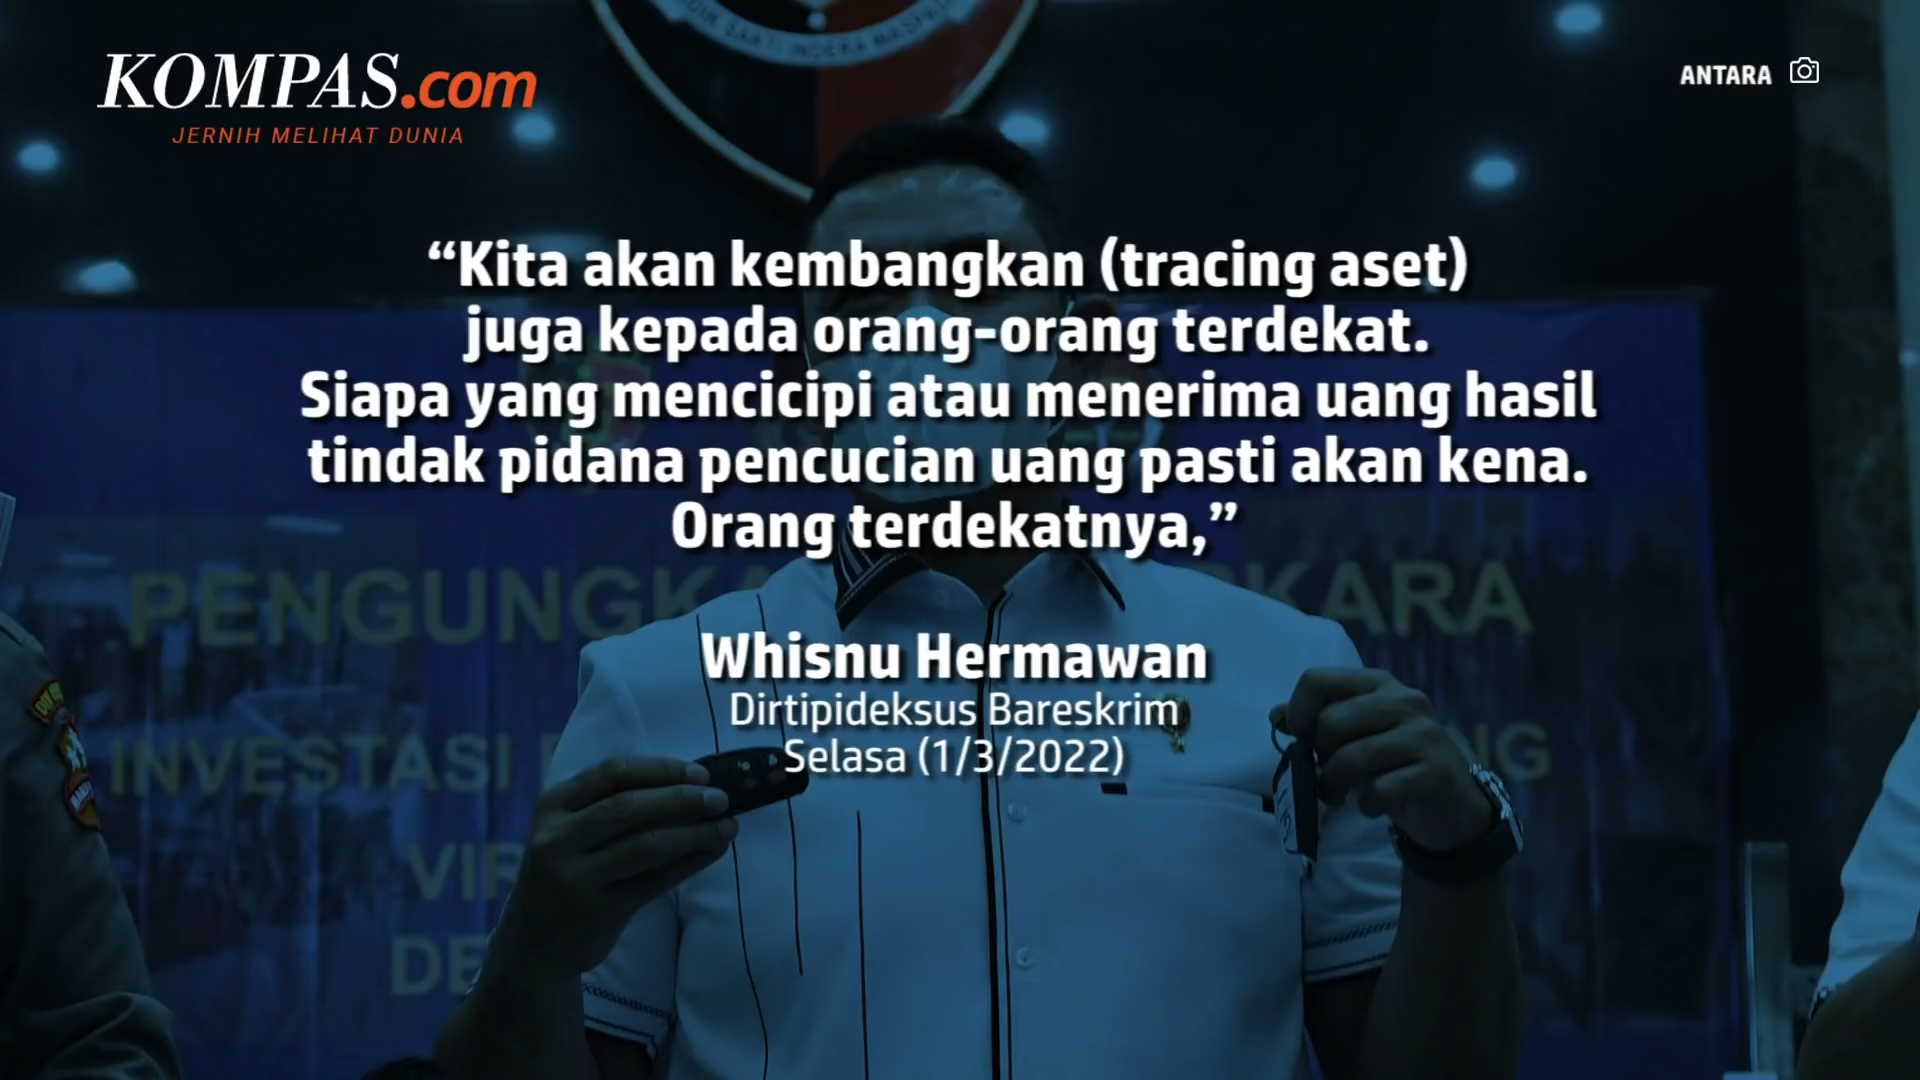 KOMPAS.com
JERNIH MELIHAT DUNIA
ANTARA
“Kita akan kembangkan (tracing aset)
juga kepada orang-orang terdekat.
Siapa yang mencicipi atau menerima uang hasil
tindak pidana pencucian uang pasti akan kena.
Orang terdekatnya,”
Whisnu Hermawan
Dirtipideksus Bareskrim
Selasa (1/3/2022)
INVESTASI